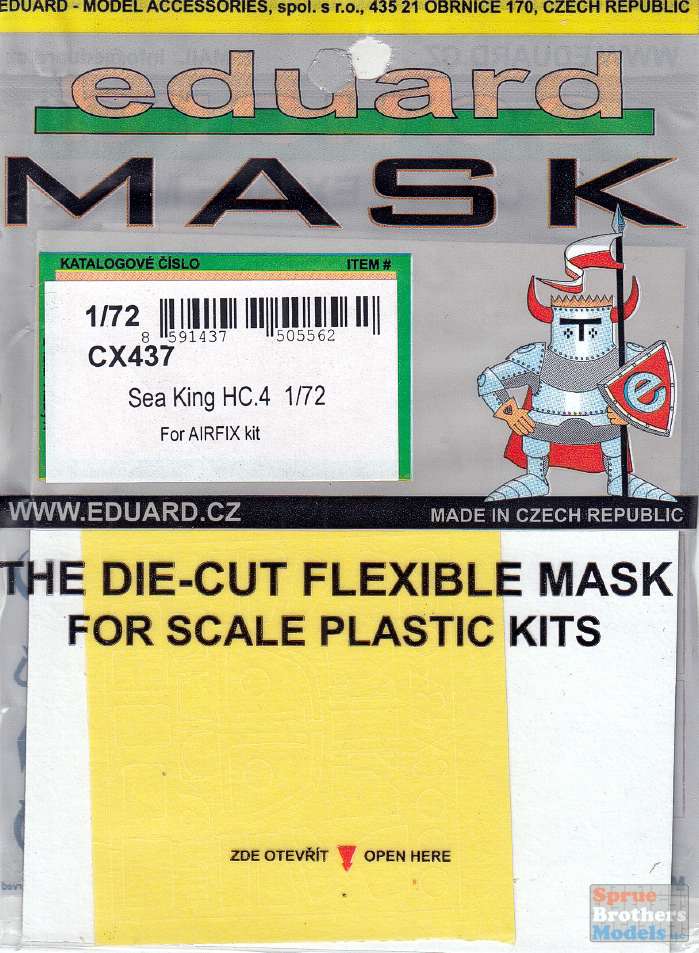 EDUARD - MODEL ACCESSORIES, spol. s r.o., 435 21 OBRNICE 170, CZECH REPUBLIC
eduard
MASK
KATALOGOVÉ ČÍSLO ITEM #
1/72
8 591437 505562
CX437
Sea King HC.4 1/72
For AIRFIX kit
e
WWW.EDUARD.CZ MADE IN CZECH REPUBLIC
THE DIE-CUT FLEXIBLE MASK
FOR SCALE PLASTIC KITS
ZDE OTEVŘÍT OPEN HERE
Sprue
Brothers
Models